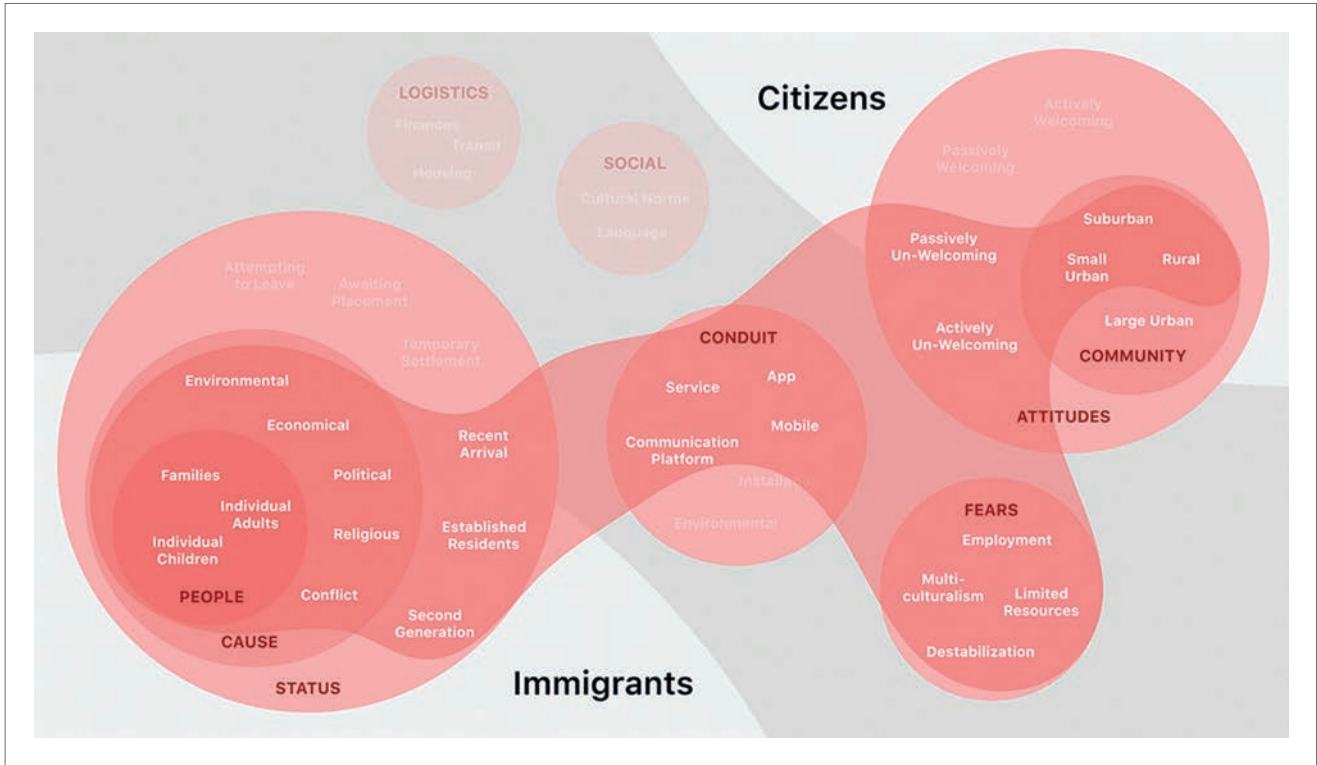 LOGISTICS
Finances
Transit
Housing
SOCIAL
Cultural Norms
Language
Citizens
Actively
Welcoming
Passively
Welcoming
Passively
Un-Welcoming
Actively
Un-Welcoming
Suburban
Small
Urban
Rural
Large Urban
COMMUNITY
ATTITUDES
Attempting
to Leave
Awaiting
Placement
Temporary
Settlement
Environmental
Economical
Families
Political
Individual
Adults
Individual
Children
Religious
PEOPLE
Conflict
CAUSE
STATUS
Recent
Arrival
Established
Residents
Second
Generation
CONDUIT
Service
App
Mobile
Communication
Platform
Installation
Environmental
FEARS
Employment
Multi-
culturalism
Limited
Resources
Destabilization
Immigrants